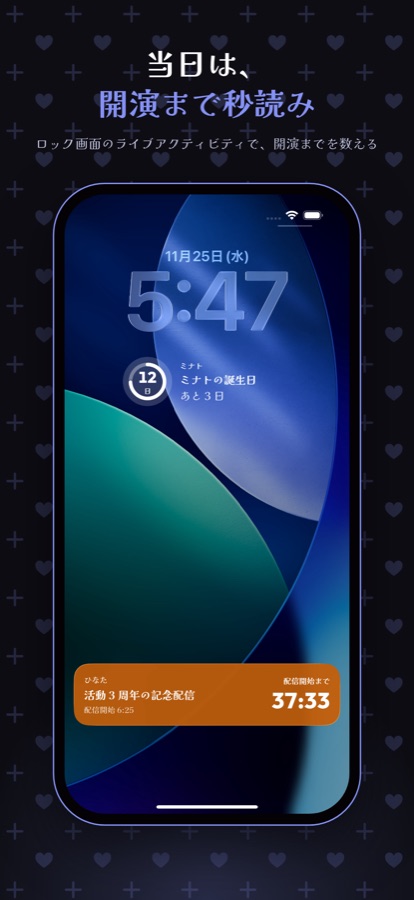 当日は、
開演まで秒読み
ロック画面のライブアクティビティで、開演までを数える
11月25日(水)
5:47
12
日
ミナト
ミナトの誕生日
あと3日
ひなた
活動3周年の記念配信
配信開始 6:25
配信開始まで
37:33